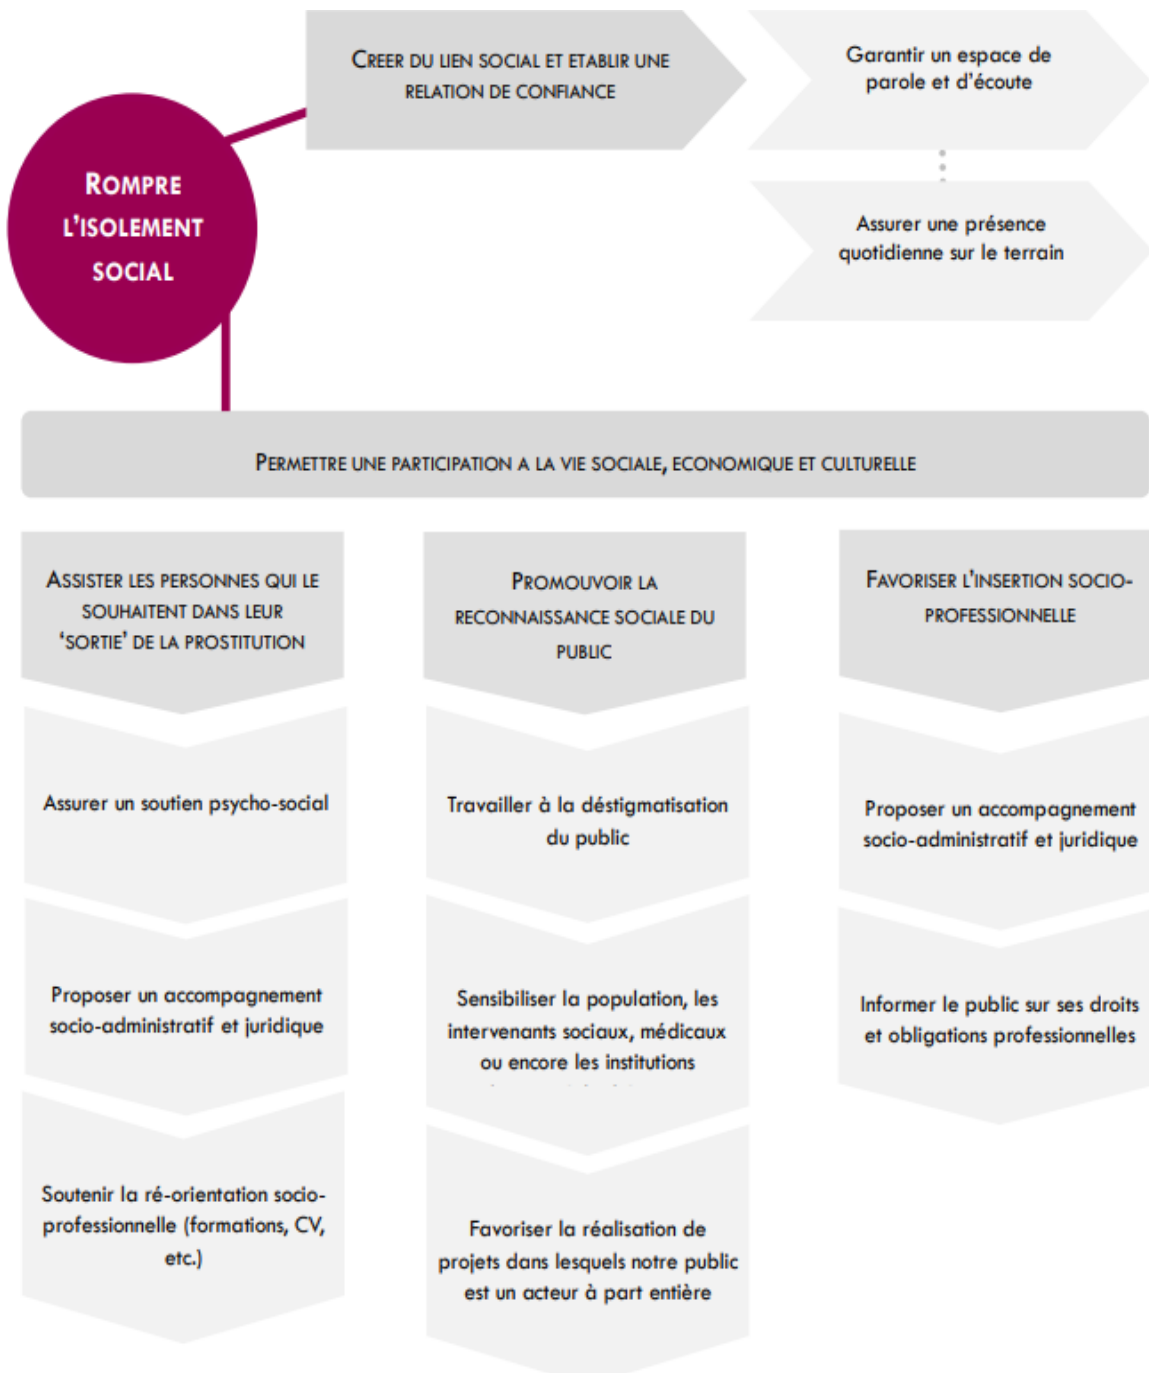 CREER DU LIEN SOCIAL ET ETABLIR UNE
RELATION DE CONFIANCE
Garantir un espace de
parole et d'écoute
ROMPRE
L'ISOLEMENT
SOCIAL
Assurer une présence
quotidienne sur le terrain
PERMETTRE UNE PARTICIPATION A LA VIE SOCIALE, ECONOMIQUE ET CULTURELLE
ASSISTER LES PERSONNES QUI LE
SOUHAITENT DANS LEUR
‘SORTIE’ DE LA PROSTITUTION
Assurer un soutien psycho-social
Proposer un accompagnement
socio-administratif et juridique
Soutenir la ré-orientation socio-
professionnelle (formations, CV,
etc.)
PROMOUVOIR LA
RECONNAISSANCE SOCIALE DU
PUBLIC
Travailler à la déstigmatisation
du public
Sensibiliser la population, les
intervenants sociaux, médicaux
ou encore les institutions
Favoriser la réalisation de
projets dans lesquels notre public
est un acteur à part entière
FAVORISER L'INSERTION SOCIO-
PROFESSIONNELLE
Proposer un accompagnement
socio-administratif et juridique
Informer le public sur ses droits
et obligations professionnelles